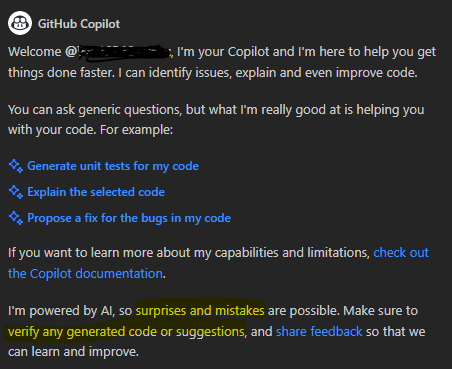 GitHub Copilot
Welcome @, I'm your Copilot and I'm here to help you get
things done faster. I can identify issues, explain and even improve code.
You can ask generic questions, but what I'm really good at is helping you
with your code. For example:
Generate unit tests for my code
Explain the selected code
Propose a fix for the bugs in my code
If you want to learn more about my capabilities and limitations, check out
the Copilot documentation.
I'm powered by AI, so surprises and mistakes are possible. Make sure to
verify any generated code or suggestions, and share feedback so that we
can learn and improve.